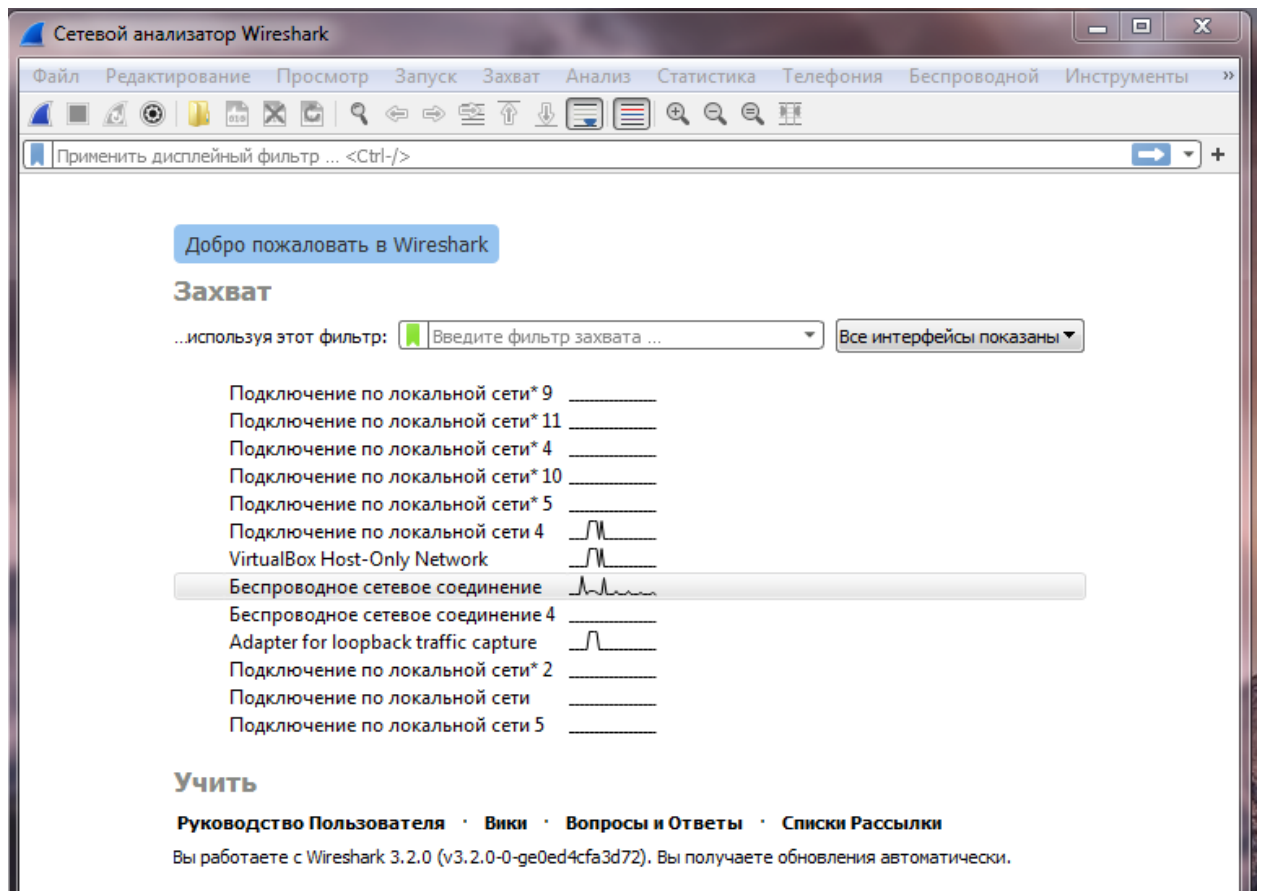 Сетевой анализатор Wireshark
Файл Редактирование Просмотр Запуск Захват Анализ Статистика Телефония Беспроводной Инструменты »
Применить дисплейный фильтр ... <Ctrl-/>
Добро пожаловать в Wireshark
Захват
...используя этот фильтр: Введите фильтр захвата ... Все интерфейсы показаны
Подключение по локальной сети* 9
Подключение по локальной сети* 11
Подключение по локальной сети* 4
Подключение по локальной сети* 10
Подключение по локальной сети* 5
Подключение по локальной сети 4
VirtualBox Host-Only Network
Беспроводное сетевое соединение
Беспроводное сетевое соединение 4
Adapter for loopback traffic capture
Подключение по локальной сети* 2
Подключение по локальной сети
Подключение по локальной сети 5
Учить
Руководство Пользователя · Вики · Вопросы и Ответы · Списки Рассылки
Вы работаете с Wireshark 3.2.0 (v3.2.0-0-ge0ed4cfa3d72). Вы получаете обновления автоматически.